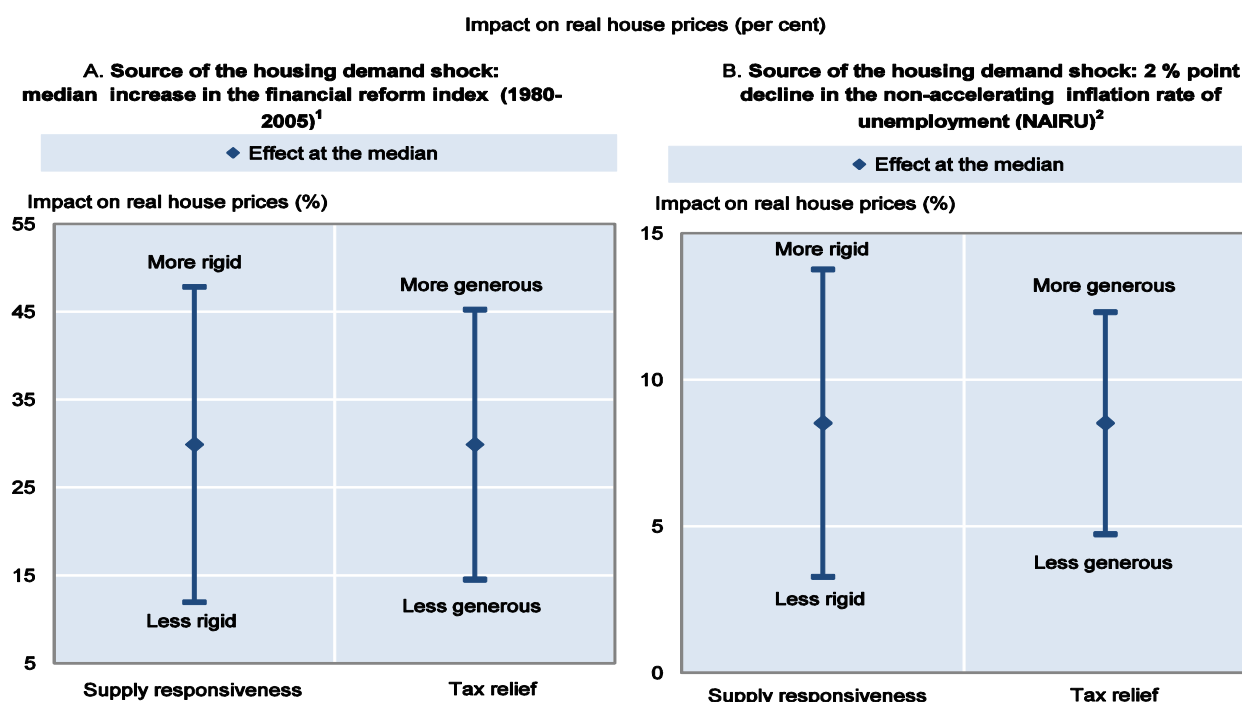 Impact on real house prices (per cent)
A. Source of the housing demand shock:
median increase in the financial reform index (1980-
2005)¹
Effect at the median
Impact on real house prices (%)
55
45
35
25
15
5
More rigid
Less rigid
More generous
Less generous
Supply responsiveness
Tax relief
B. Source of the housing demand shock: 2 % point
decline in the non-accelerating inflation rate of
unemployment (NAIRU)²
Effect at the median
Impact on real house prices (%)
15
10
5
0
More rigid
Less rigid
More generous
Less generous
Supply responsiveness
Tax relief